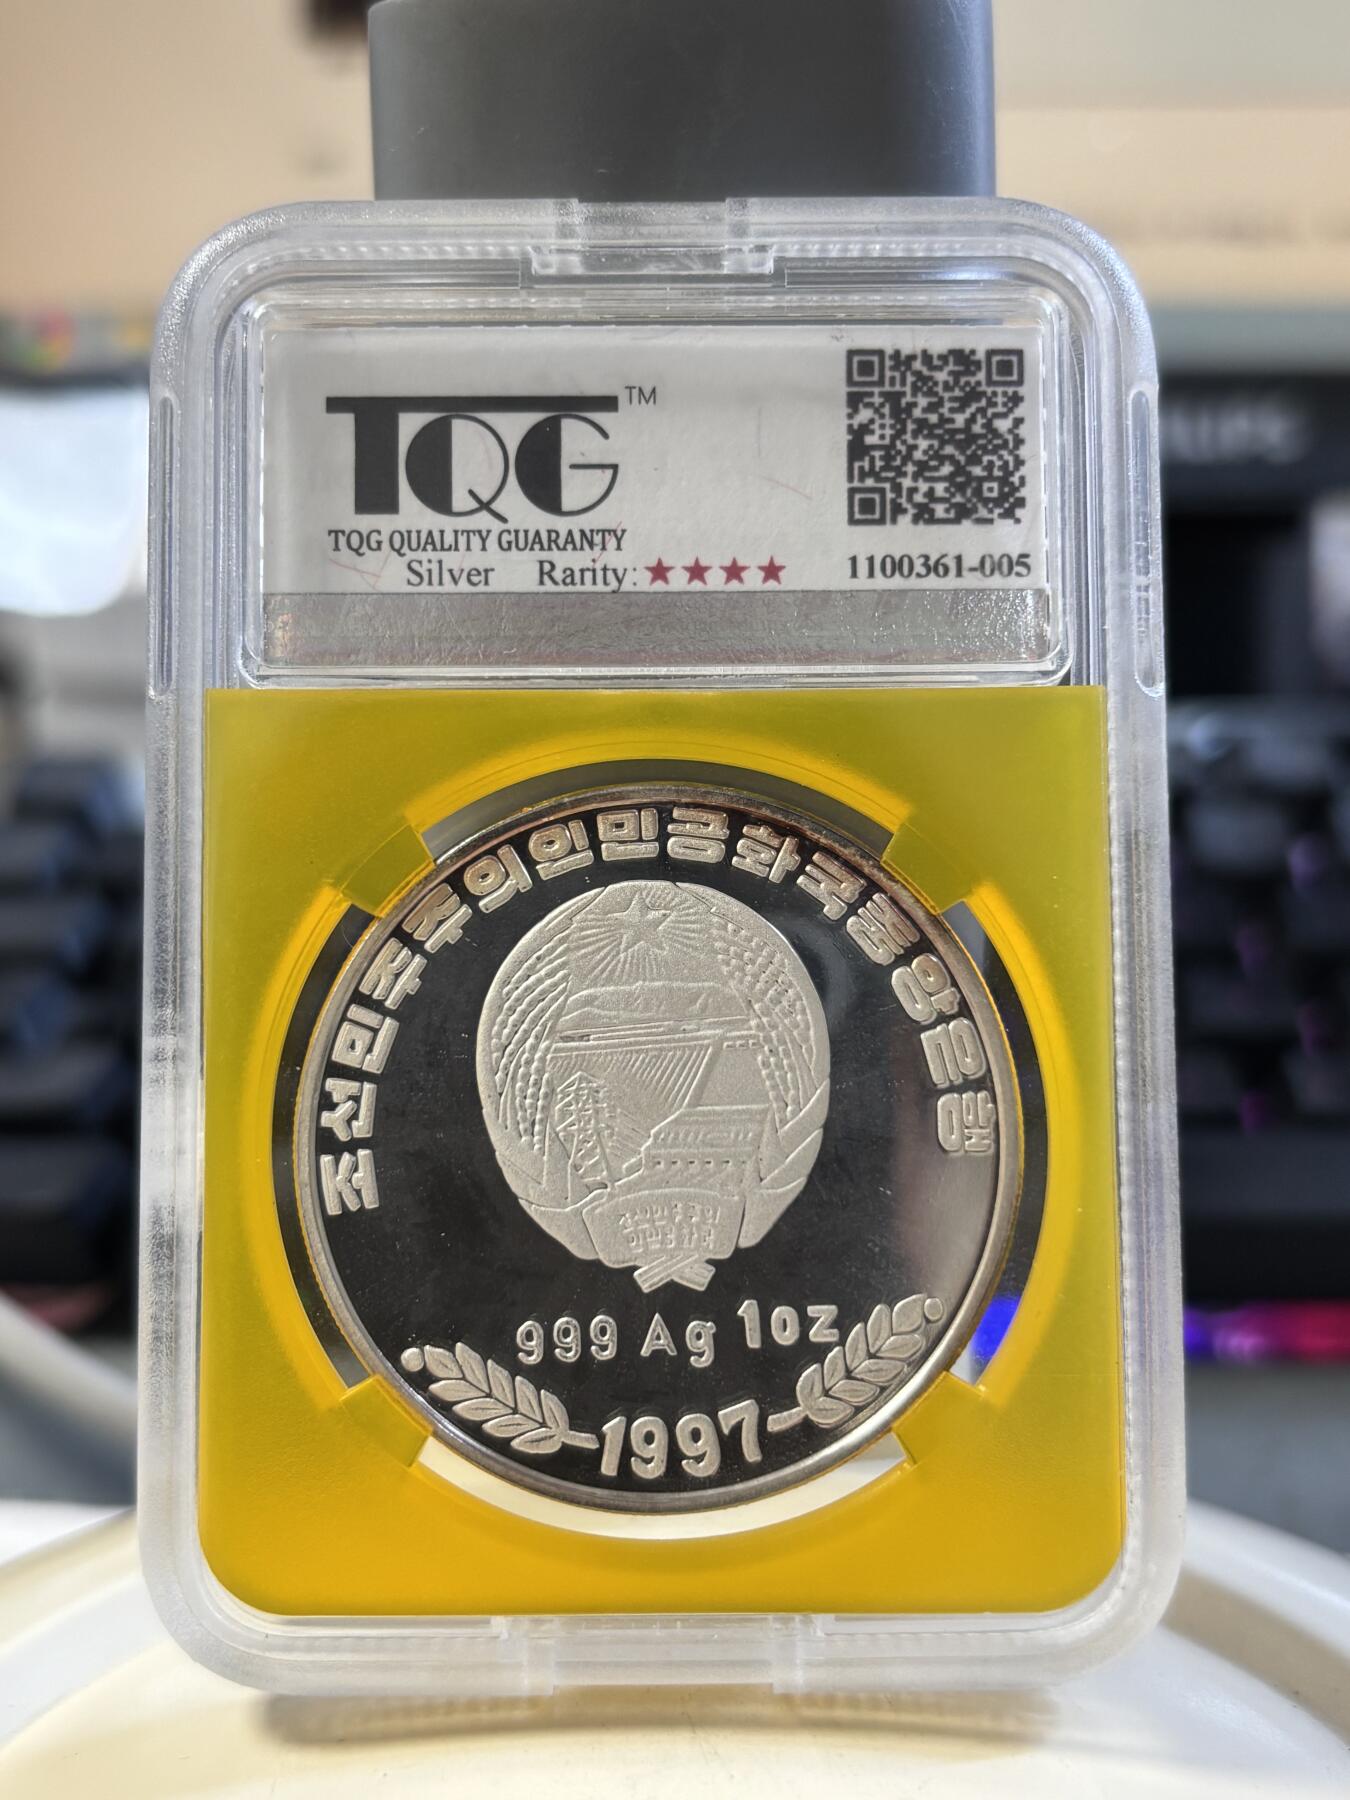 TQG™
TQG QUALITY GUARANTY
Silver Rarity: ★★★★
1100361-005
조선민주주의인민공화국중앙은행
999 Ag 1oz
1997